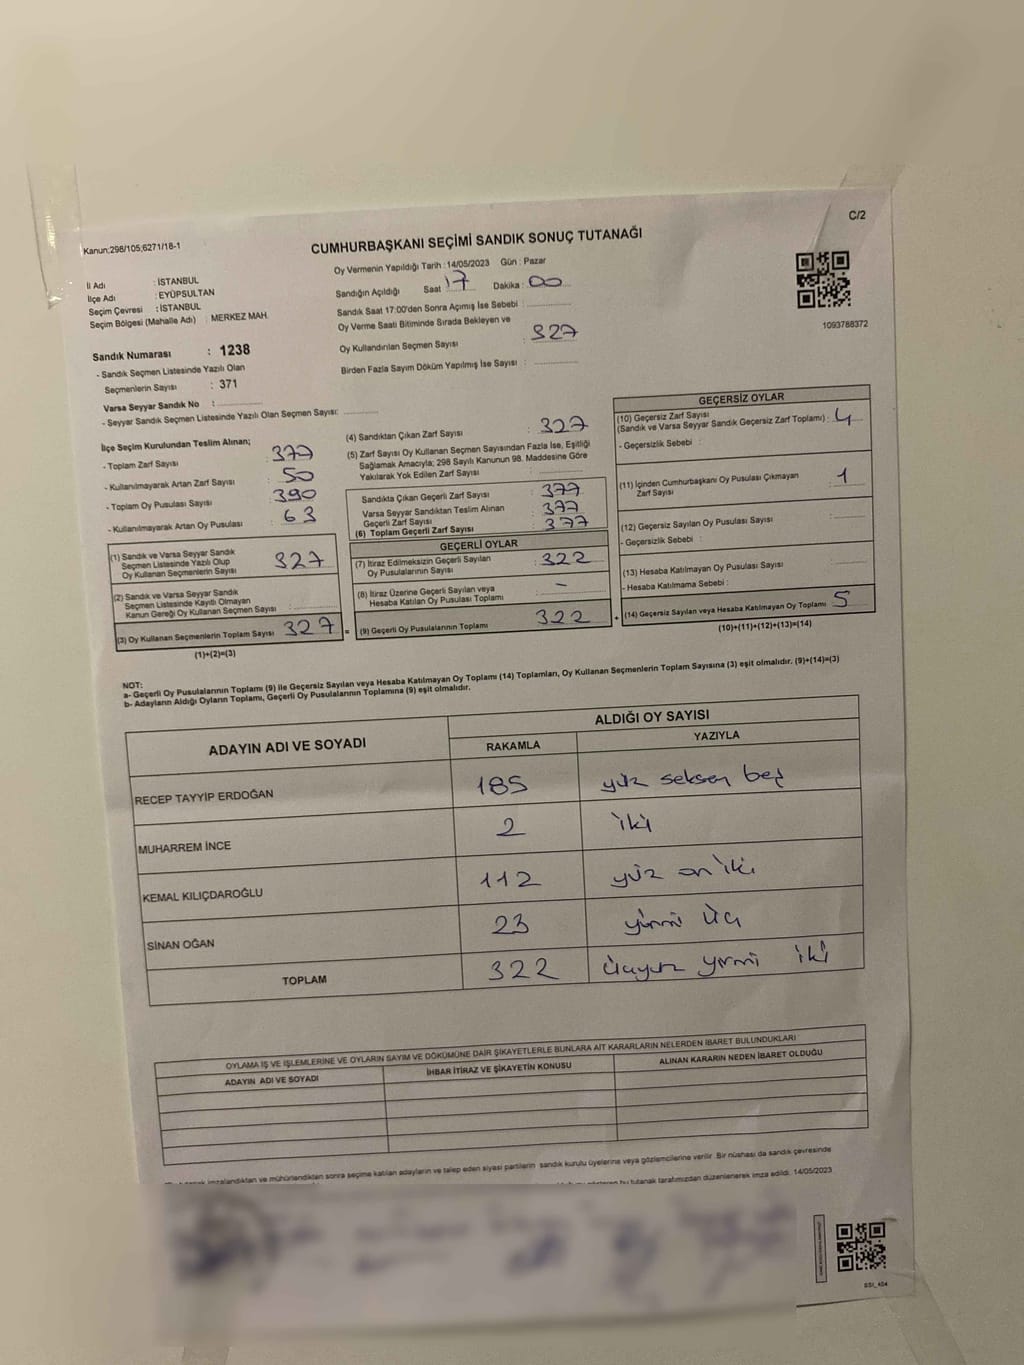 C/2
Kanun;298/105;6271/18-1
CUMHURBAŞKANI SEÇİMİ SANDIK SONUÇ TUTANAĞI
İl Adı : İSTANBUL
İlçe Adı : EYÜPSULTAN
Seçim Çevresi : İSTANBUL
Seçim Bölgesi (Mahalle Adı) : MERKEZ MAH.
Oy Vermenin Yapıldığı Tarih : 14/05/2023 Gün : Pazar
Sandığın Açıldığı Saat 17 Dakika : 00
Sandık Saat 17:00'den Sonra Açımış İse Sebebi :
Oy Verme Saati Bitiminde Sırada Bekleyen ve
Oy Kullandırılan Seçmen Sayısı : 327
Birden Fazla Sayım Döküm Yapılmış İse Sayısı :
1093788372
Sandık Numarası : 1238
- Sandık Seçmen Listesinde Yazılı Olan
Seçmenlerin Sayısı : 371
Varsa Seyyar Sandık No :
- Seyyar Sandık Seçmen Listesinde Yazılı Olan Seçmen Sayısı:
İlçe Seçim Kurulundan Teslim Alınan;
- Toplam Zarf Sayısı : 377
- Kullanılmayarak Artan Zarf Sayısı : 50
- Toplam Oy Pusulası Sayısı : 390
- Kullanılmayarak Artan Oy Pusulası : 63
(1) Sandık ve Varsa Seyyar Sandık
Seçmen Listesinde Yazılı Olup
Oy Kullanan Seçmenlerin Sayısı : 327
(2) Sandık ve Varsa Seyyar Sandık
Seçmen Listesinde Kayıtlı Olmayan
Kanun Gereği Oy Kullanan Seçmen Sayısı :
(3) Oy Kullanan Seçmenlerin Toplam Sayısı : 327 =
(1)+(2)=(3)
(4) Sandıktan Çıkan Zarf Sayısı : 327
(5) Zarf Sayısı Oy Kullanan Seçmen Sayısından Fazla İse, Eşitliği
Sağlamak Amacıyla; 298 Sayılı Kanunun 98. Maddesine Göre
Yakılarak Yok Edilen Zarf Sayısı :
Sandıkta Çıkan Geçerli Zarf Sayısı : 377
Varsa Seyyar Sandıktan Teslim Alınan
Geçerli Zarf Sayısı : 377
(6) Toplam Geçerli Zarf Sayısı : 377
GEÇERLİ OYLAR
(7) İtiraz Edilmeksizin Geçerli Sayılan
Oy Pusulalarının Sayısı : 322
(8) İtiraz Üzerine Geçerli Sayılan veya
Hesaba Katılan Oy Pusulası Toplamı : -
(9) Geçerli Oy Pusulalarının Toplamı : 322 +
GEÇERSİZ OYLAR
(10) Geçersiz Zarf Sayısı
(Sandık ve Varsa Seyyar Sandık Geçersiz Zarf Toplamı) : 4
- Geçersizlik Sebebi :
(11) İçinden Cumhurbaşkanı Oy Pusulası Çıkmayan
Zarf Sayısı : 1
(12) Geçersiz Sayılan Oy Pusulası Sayısı :
- Geçersizlik Sebebi :
(13) Hesaba Katılmayan Oy Pusulası Sayısı :
- Hesaba Katılmama Sebebi :
(14) Geçersiz Sayılan veya Hesaba Katılmayan Oy Toplamı : 5
(10)+(11)+(12)+(13)=(14)
NOT:
a- Geçerli Oy Pusulalarının Toplamı (9) ile Geçersiz Sayılan veya Hesaba Katılmayan Oy Toplamı (14) Toplamları, Oy Kullanan Seçmenlerin Toplam Sayısına (3) eşit olmalıdır. (9)+(14)=(3)
b- Adayların Aldığı Oyların Toplamı, Geçerli Oy Pusulalarının Toplamına (9) eşit olmalıdır.
ADAYIN ADI VE SOYADI ALDIĞI OY SAYISI
RAKAMLA YAZIYLA
RECEP TAYYİP ERDOĞAN 185 yüz seksen beş
MUHARREM İNCE 2 iki
KEMAL KILIÇDAROĞLU 112 yüz on iki
SİNAN OĞAN 23 yirmi üç
TOPLAM 322 üçyüz yirmi iki
OYLAMA İŞ VE İŞLEMLERİNE VE OYLARIN SAYIM VE DÖKÜMÜNE DAİR ŞİKAYETLERLE BUNLARA AİT KARARLARIN NELERDEN İBARET BULUNDUKLARI
ADAYIN ADI VE SOYADI İHBAR İTİRAZ VE ŞİKAYETİN KONUSU ALINAN KARARIN NEDEN İBARET OLDUĞU
imzalandıktan ve mühürlendikten sonra seçime katılan adayların ve talep eden siyasi partilerin sandık kurulu üyelerine veya gözlemcilerine verilir. Bir nüshası da sandık çevresinde
bu tutanak tarafımızdan düzenlenerek imza edildi. 14/05/2023
SSI_404